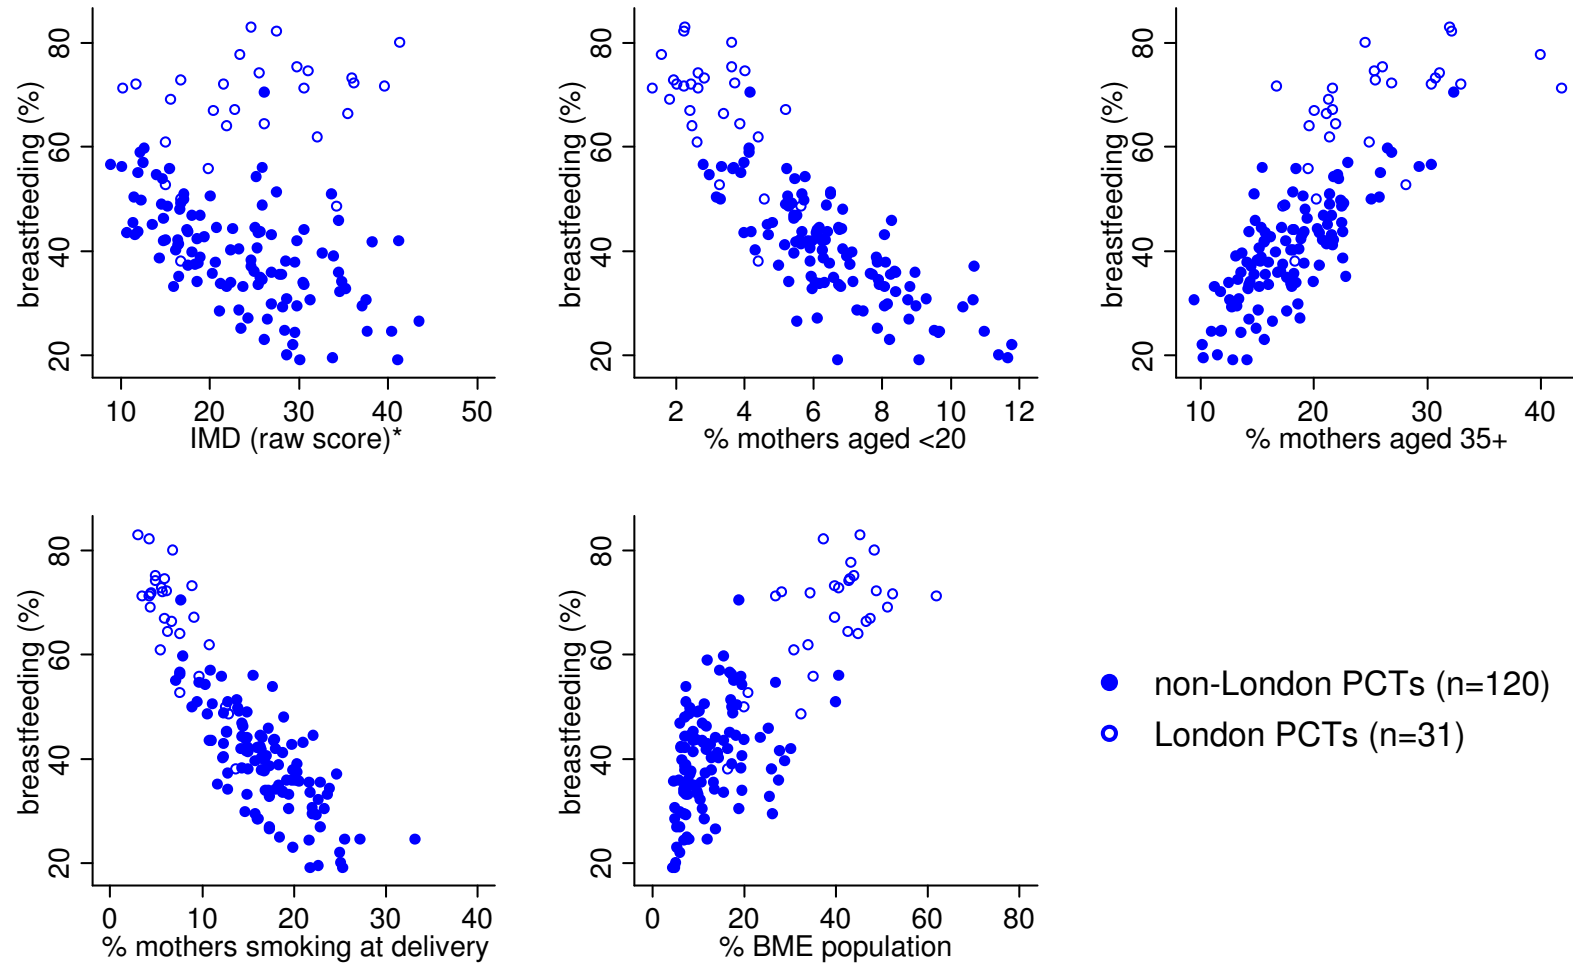 breastfeeding (%)
80
60
40
20
10 20 30 40 50
IMD (raw score)*
breastfeeding (%)
80
60
40
20
2 4 6 8 10 12
% mothers aged <20
breastfeeding (%)
80
60
40
20
10 20 30 40
% mothers aged 35+
breastfeeding (%)
80
60
40
20
0 10 20 30 40
% mothers smoking at delivery
breastfeeding (%)
80
60
40
20
0 20 40 60 80
% BME population
non-London PCTs (n=120)
London PCTs (n=31)